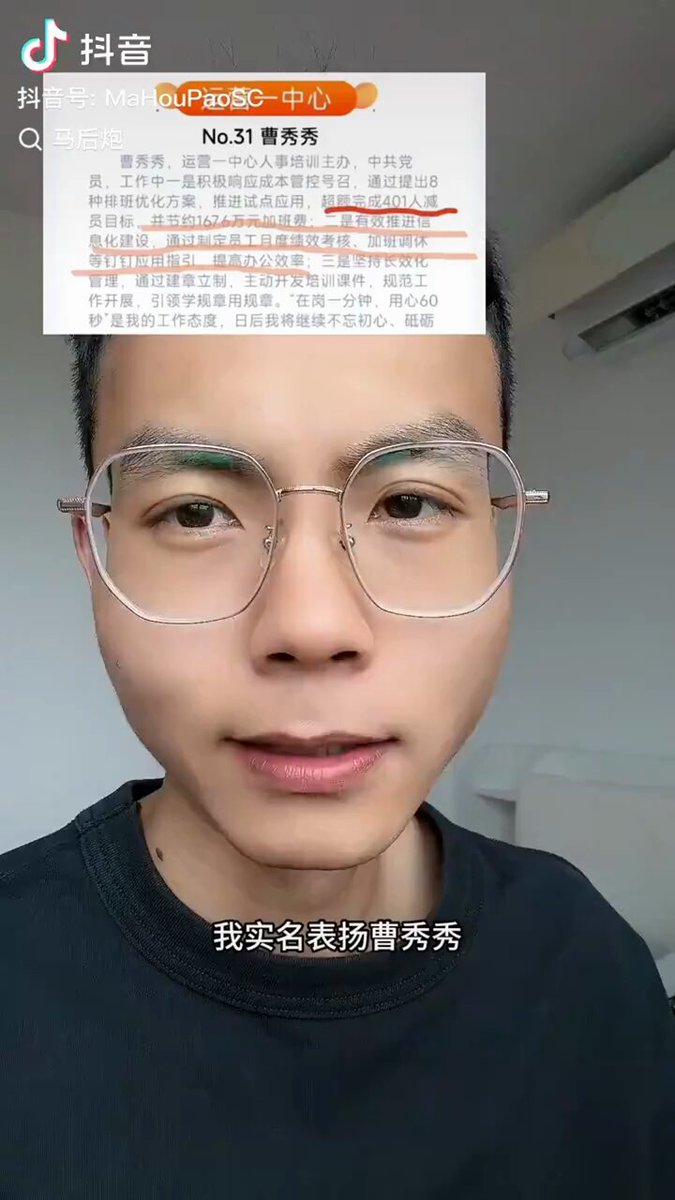 抖音
抖音号: MaHouPaoSC
运营一中心
马后炮
No.31 曹秀秀
曹秀秀，运营一中心人事培训主办，中共党
员，工作中一是积极响应成本管控号召，通过提出8
种排班优化方案，推进试点应用，超额完成401人减
员目标，并节约1676万元加班费；二是有效推进信
息化建设，通过制定员工月度绩效考核、加班调休
等钉钉应用指引，提高办公效率；三是坚持长效化
管理，通过建章立制，主动开发培训课件，规范工
作开展，引领学规章用规章。“在岗一分钟，用心60
秒”是我的工作态度，日后我将继续不忘初心、砥砺
我实名表扬曹秀秀